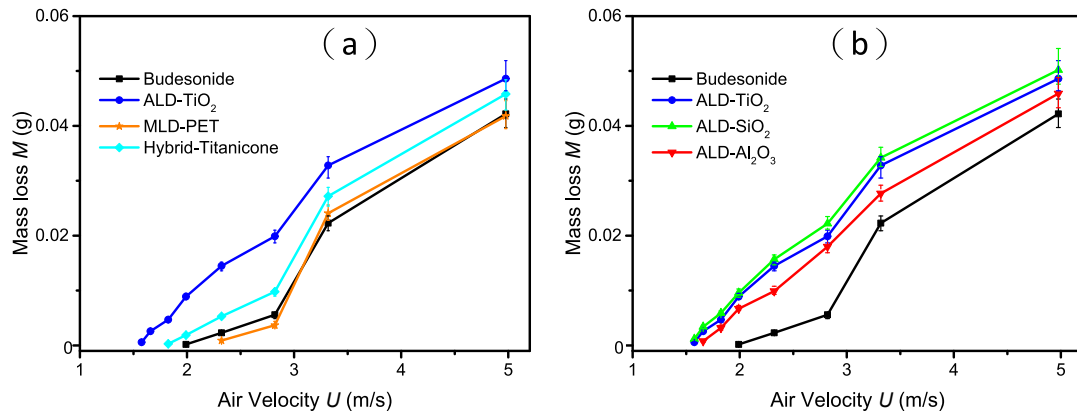 (a)
0.06
0.04
0.02
0
Mass loss M (g)
Budesonide
ALD-TiO₂
MLD-PET
Hybrid-Titanicone
1 2 3 4 5
Air Velocity U (m/s)
(b)
0.06
0.04
0.02
0
Mass loss M (g)
Budesonide
ALD-TiO₂
ALD-SiO₂
ALD-Al₂O₃
1 2 3 4 5
Air Velocity U (m/s)